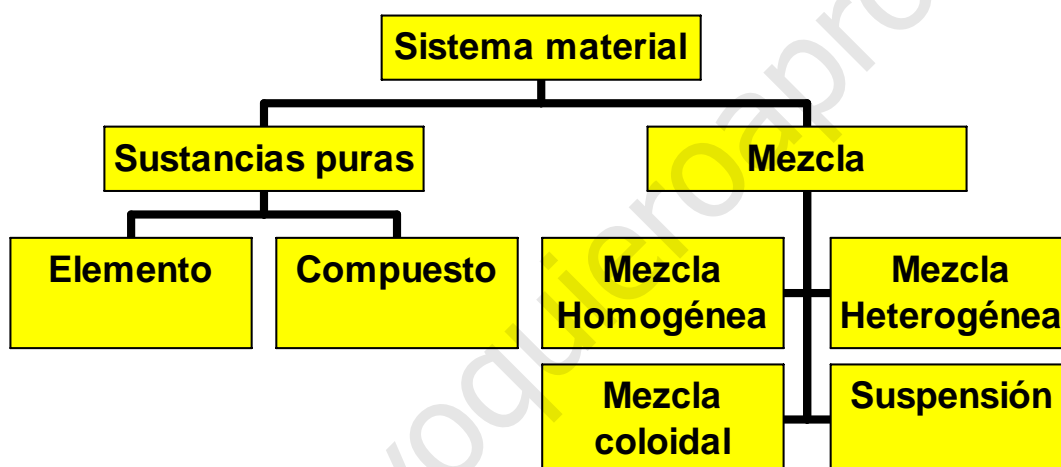 Sistema material
Sustancias puras
Mezcla
Elemento
Compuesto
Mezcla
Homogénea
Mezcla
Heterogénea
Mezcla
coloidal
Suspensión